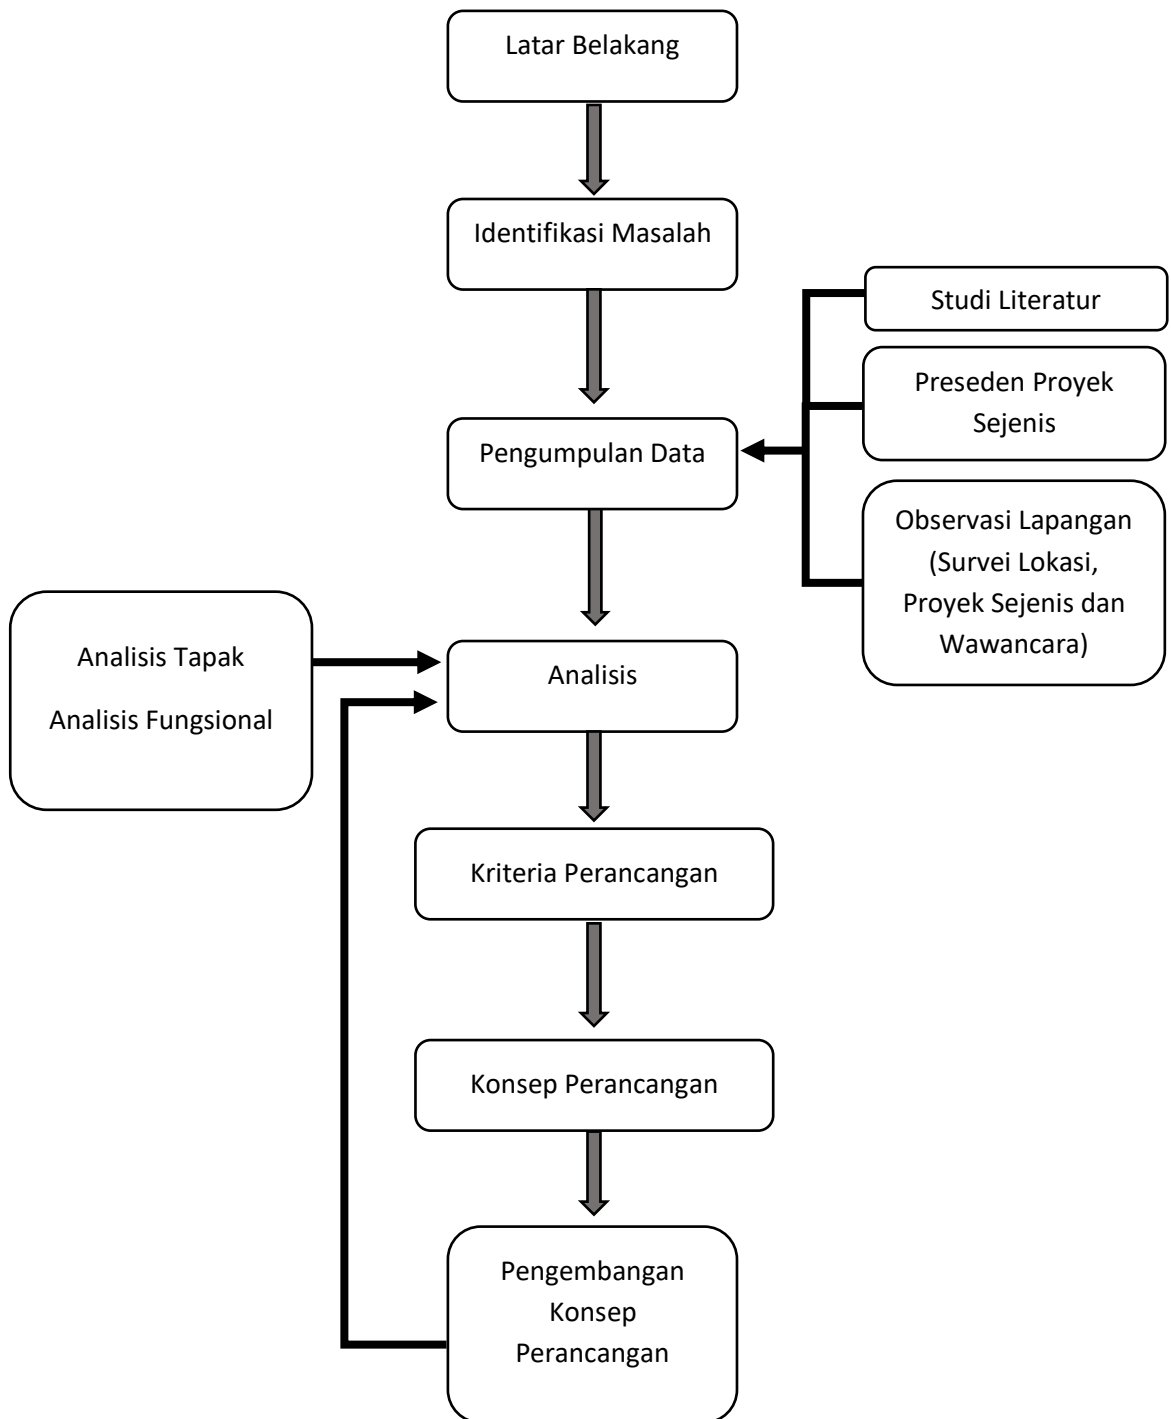 Latar Belakang
Identifikasi Masalah
Studi Literatur
Preseden Proyek
Sejenis
Pengumpulan Data
Observasi Lapangan
(Survei Lokasi,
Proyek Sejenis dan
Wawancara)
Analisis Tapak
Analisis Fungsional
Analisis
Kriteria Perancangan
Konsep Perancangan
Pengembangan
Konsep
Perancangan